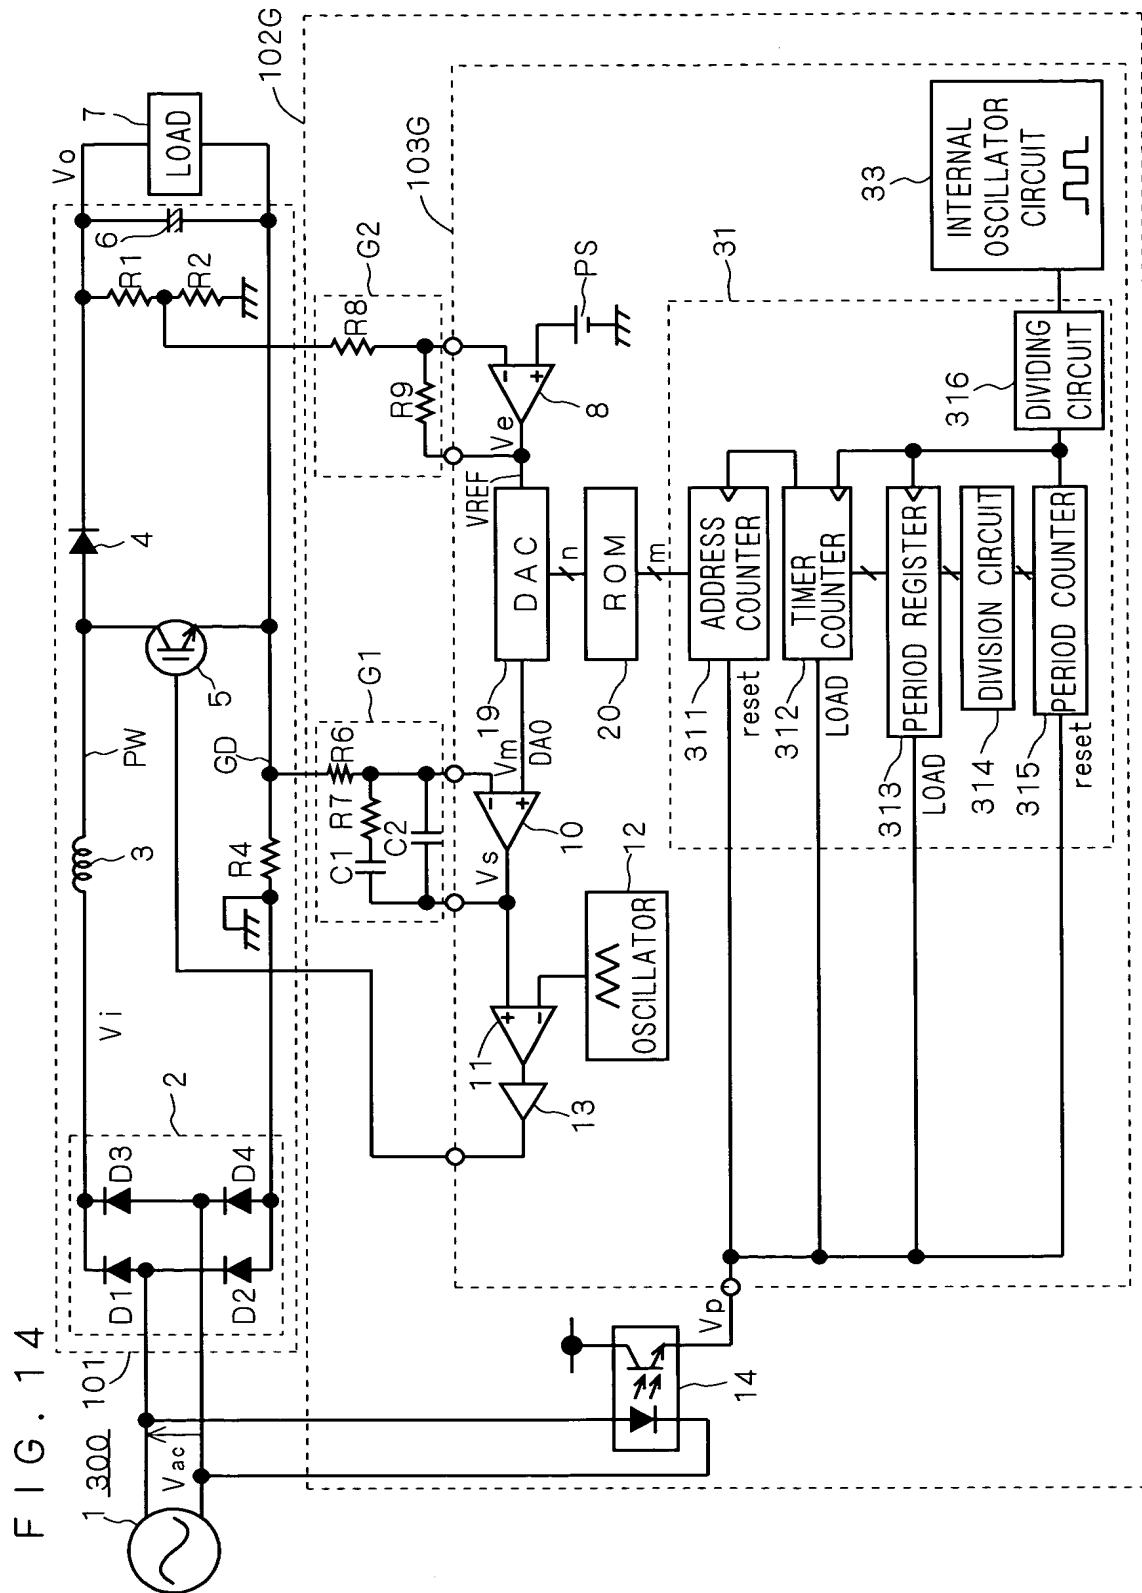 FIG. 14
1
300
101
Vac
D1
D3
D2
D4
2
Vi
3
PW
R4
GD
5
4
R1
R2
6
Vo
7
LOAD
102G
103G
G1
R6
R7
C1
C2
G2
R8
R9
PS
8
Ve
VREF
DAC
19
DAO
Vm
10
Vs
11
12
OSCILLATOR
13
n
ROM
20
m
31
ADDRESS
COUNTER
311
reset
TIMER
COUNTER
312
LOAD
PERIOD REGISTER
313
LOAD
DIVISION CIRCUIT
314
PERIOD COUNTER
315
reset
DIVIDING
CIRCUIT
316
INTERNAL
OSCILLATOR
CIRCUIT
33
Vp
14
- +
- +
+ -